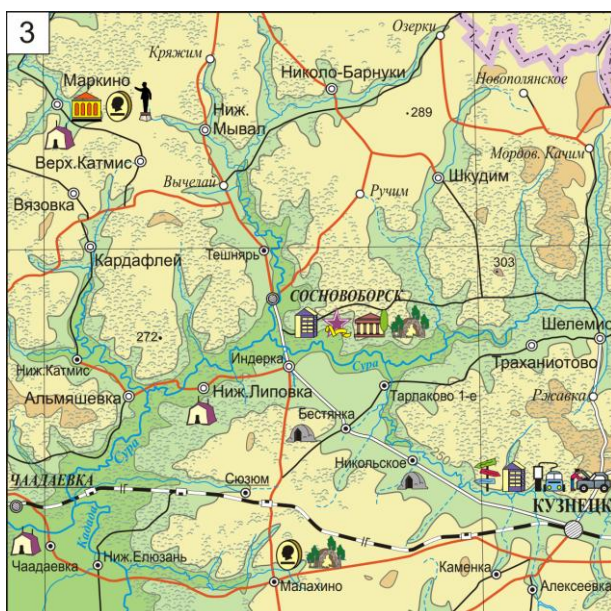 3
Озерки
Кряжим
Маркино
Николо-Барнуки
Новополянское
Ниж.
Мывал
289
Верх.Катмис
Мордов. Качим
Вычелай
Шкудим
Вязовка
Ручим
Тешнярь
Кардафлей
303
СОСНОВОБОРСК
272
Шелемис
Индерка
Сура
Траханиотово
Ниж.Катмис
Альмяшевка
Ниж.Липовка
Тарлаково 1-е
Ржавка
Бестянка
Сура
Никольское
250
ЧААДАЕВКА
Сюзюм
КУЗНЕЦК
Кадада
Чаадаевка
Ниж.Елюзань
Малахино
Каменка
Алексеевка